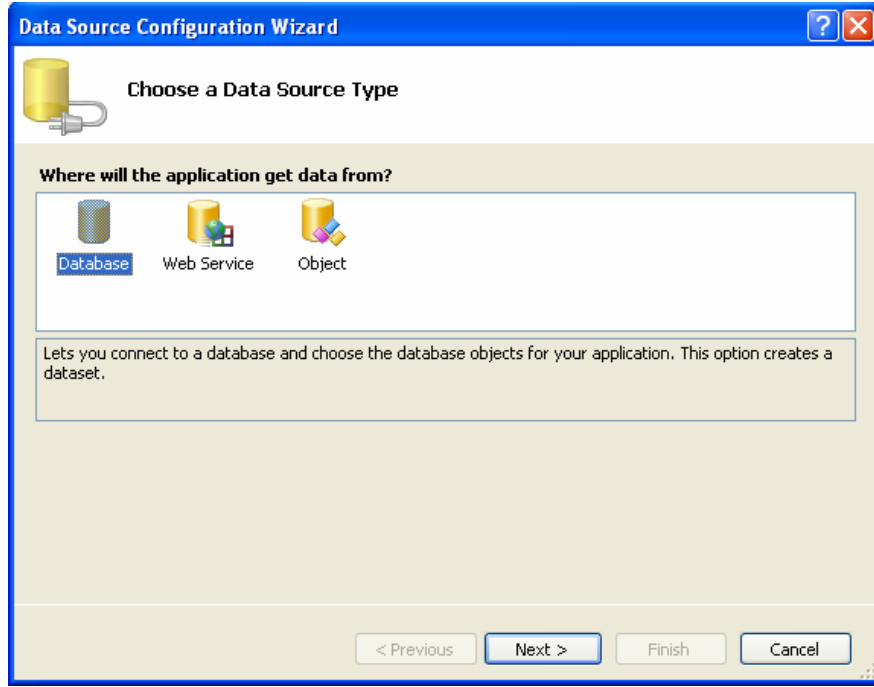 Data Source Configuration Wizard
Choose a Data Source Type
Where will the application get data from?
Database
Web Service
Object
Lets you connect to a database and choose the database objects for your application. This option creates a
dataset.
< Previous
Next >
Finish
Cancel